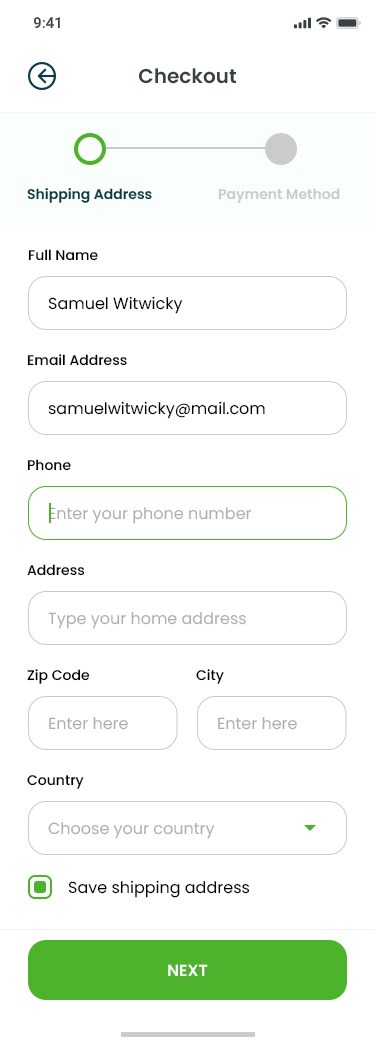 9:41
Checkout
Shipping Address Payment Method
Full Name
Samuel Witwicky
Email Address
samuelwitwicky@mail.com
Phone
Enter your phone number
Address
Type your home address
Zip Code City
Enter here Enter here
Country
Choose your country
Save shipping address
NEXT